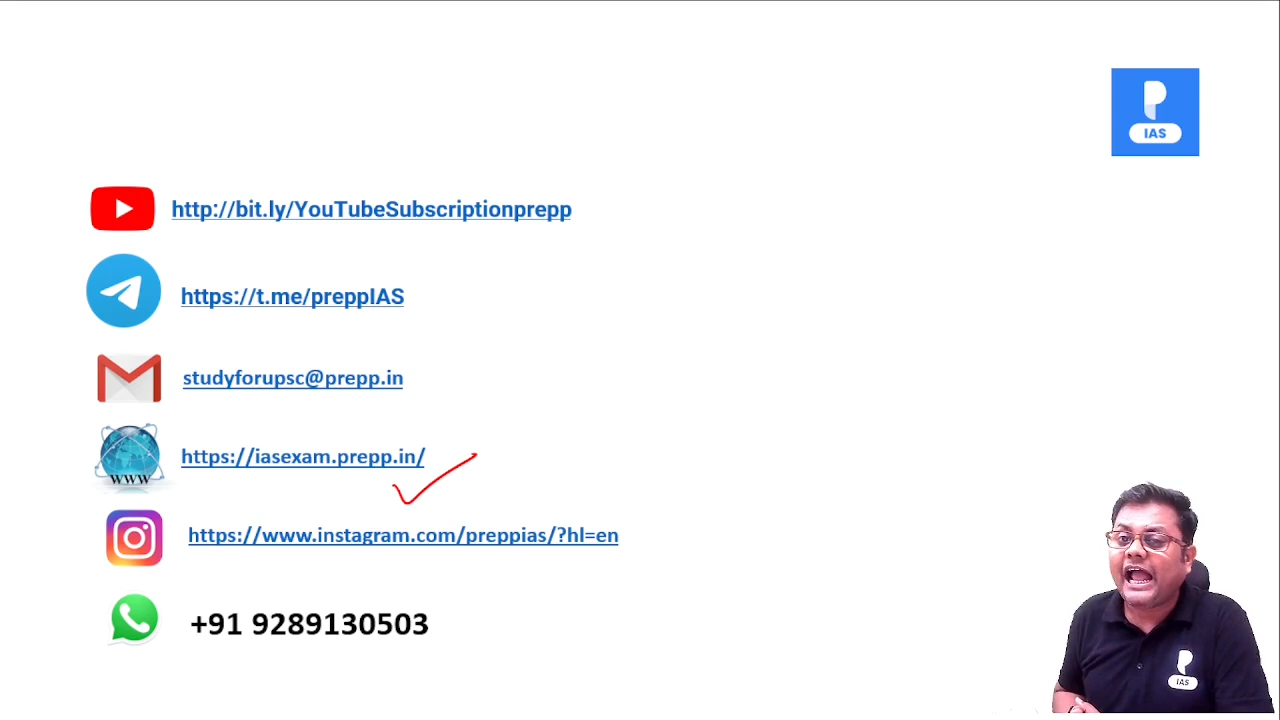 IAS
http://bit.ly/YouTubeSubscriptionprepp
https://t.me/preppIAS
studyforupsc@prepp.in
https://iasexam.prepp.in/
www
https://www.instagram.com/preppias/?hl=en
+91 9289130503
IAS